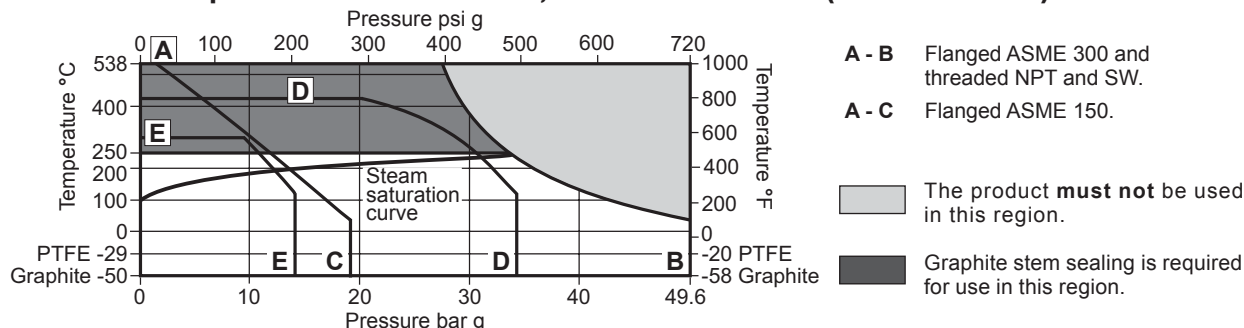 Pressure psi g
0 A 100 200 300 400 500 600 720
538 1000
400 800
E D 600
250 400
200
100 200
0 0
PTFE -29 -20 PTFE
Graphite -50 -58 Graphite
Temperature °C
Temperature °F
Steam
saturation
curve
E C D B
0 10 20 30 40 49.6
Pressure bar g
A - B Flanged ASME 300 and
threaded NPT and SW.
A - C Flanged ASME 150.
The product must not be used
in this region.
Graphite stem sealing is required
for use in this region.